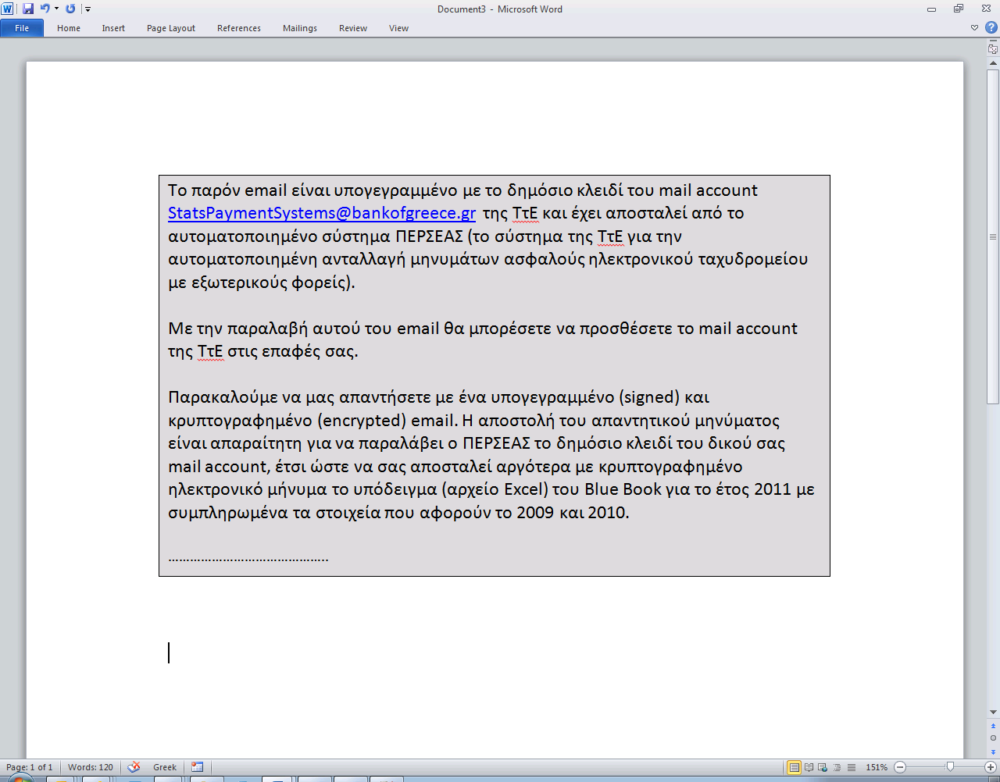 Document3 - Microsoft Word
File Home Insert Page Layout References Mailings Review View
Το παρόν email είναι υπογεγραμμένο με το δημόσιο κλειδί του mail account
StatsPaymentSystems@bankofgreece.gr της ΤτΕ και έχει αποσταλεί από το
αυτοματοποιημένο σύστημα ΠΕΡΣΕΑΣ (το σύστημα της ΤτΕ για την
αυτοματοποιημένη ανταλλαγή μηνυμάτων ασφαλούς ηλεκτρονικού ταχυδρομείου
με εξωτερικούς φορείς).
Με την παραλαβή αυτού του email θα μπορέσετε να προσθέσετε το mail account
της ΤτΕ στις επαφές σας.
Παρακαλούμε να μας απαντήσετε με ένα υπογεγραμμένο (signed) και
κρυπτογραφημένο (encrypted) email. Η αποστολή του απαντητικού μηνύματος
είναι απαραίτητη για να παραλάβει ο ΠΕΡΣΕΑΣ το δημόσιο κλειδί του δικού σας
mail account, έτσι ώστε να σας αποσταλεί αργότερα με κρυπτογραφημένο
ηλεκτρονικό μήνυμα το υπόδειγμα (αρχείο Excel) του Blue Book για το έτος 2011 με
συμπληρωμένα τα στοιχεία που αφορούν το 2009 και 2010.
……………………………………..
Page: 1 of 1 Words: 120 Greek 151%